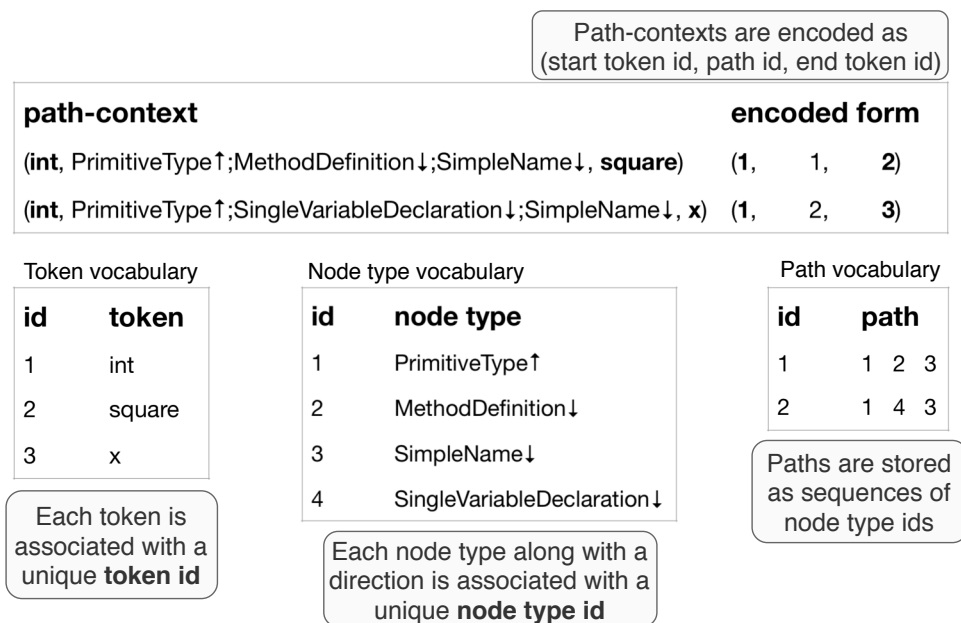 Path-contexts are encoded as
(start token id, path id, end token id)
path-context encoded form
(int, PrimitiveType↑;MethodDefinition↓;SimpleName↓, square) (1, 1, 2)
(int, PrimitiveType↑;SingleVariableDeclaration↓;SimpleName↓, x) (1, 2, 3)
Token vocabulary
id token
1 int
2 square
3 x
Each token is
associated with a
unique token id
Node type vocabulary
id node type
1 PrimitiveType↑
2 MethodDefinition↓
3 SimpleName↓
4 SingleVariableDeclaration↓
Each node type along with a
direction is associated with a
unique node type id
Path vocabulary
id path
1 1 2 3
2 1 4 3
Paths are stored
as sequences of
node type ids